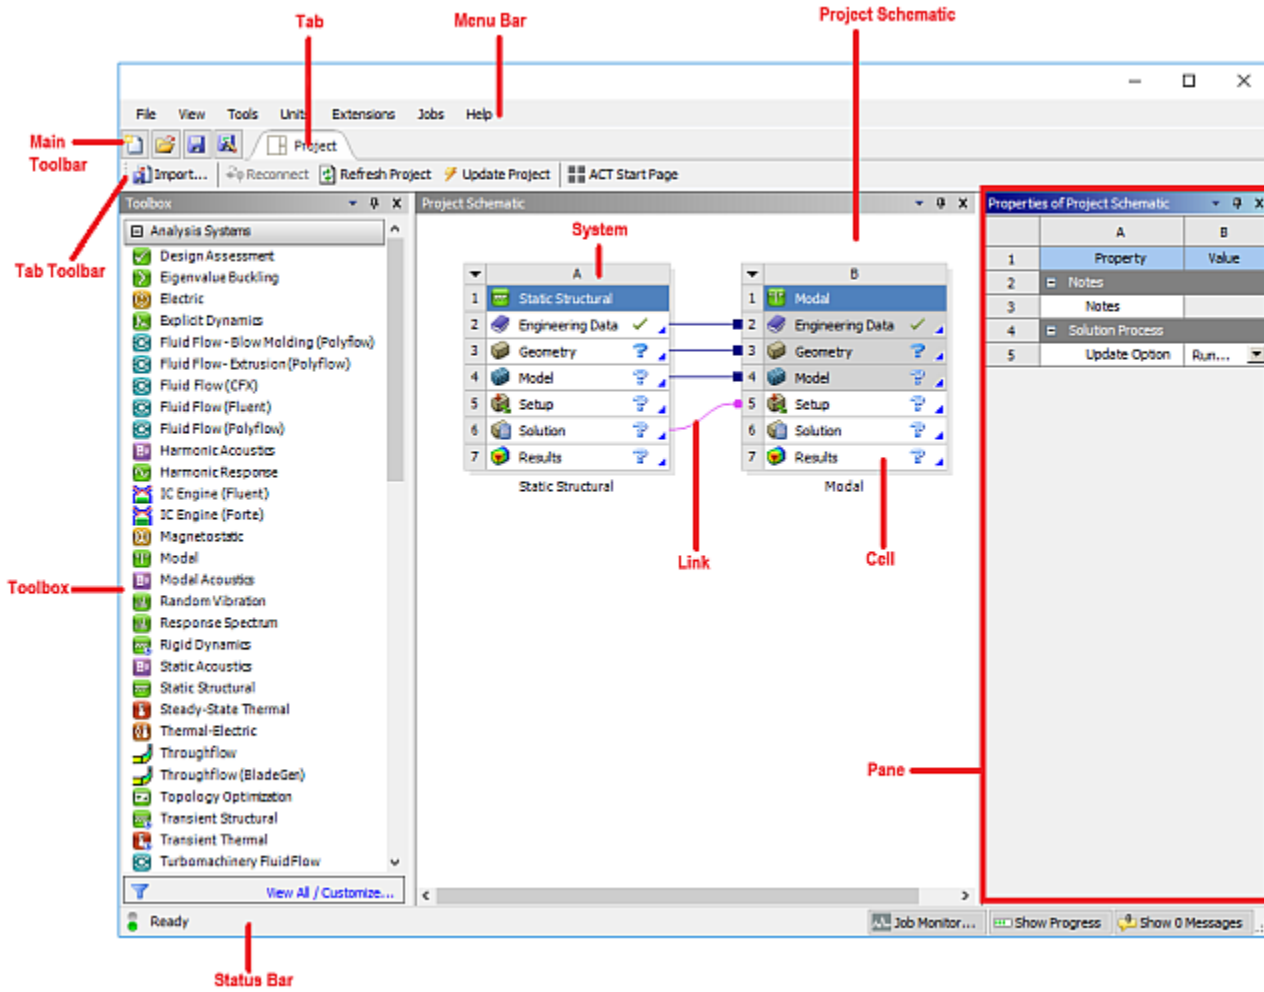 Tab
Menu Bar
Project Schematic
File View Tools Units Extensions Jobs Help
Main
Toolbar
Project
Import... Reconnect Refresh Project Update Project ACT Start Page
Tab Toolbar
Toolbox
Analysis Systems
Design Assessment
Eigenvalue Buckling
Electric
Explicit Dynamics
Fluid Flow - Blow Molding (Polyflow)
Fluid Flow - Extrusion (Polyflow)
Fluid Flow (CFX)
Fluid Flow (Fluent)
Fluid Flow (Polyflow)
Harmonic Acoustics
Harmonic Response
IC Engine (Fluent)
IC Engine (Forte)
Magnetostatic
Modal
Modal Acoustics
Random Vibration
Response Spectrum
Rigid Dynamics
Static Acoustics
Static Structural
Steady-State Thermal
Thermal-Electric
Throughflow
Throughflow (BladeGen)
Topology Optimization
Transient Structural
Transient Thermal
Turbomachinery Fluid Flow
View All / Customize...
Toolbox
Project Schematic
System
A
1 Static Structural
2 Engineering Data
3 Geometry
4 Model
5 Setup
6 Solution
7 Results
Static Structural
B
1 Modal
2 Engineering Data
3 Geometry
4 Model
5 Setup
6 Solution
7 Results
Modal
Link
Cell
Properties of Project Schematic
A B
1 Property Value
2 Notes
3 Notes
4 Solution Process
5 Update Option Run...
Pane
Ready
Job Monitor... Show Progress Show 0 Messages
Status Bar